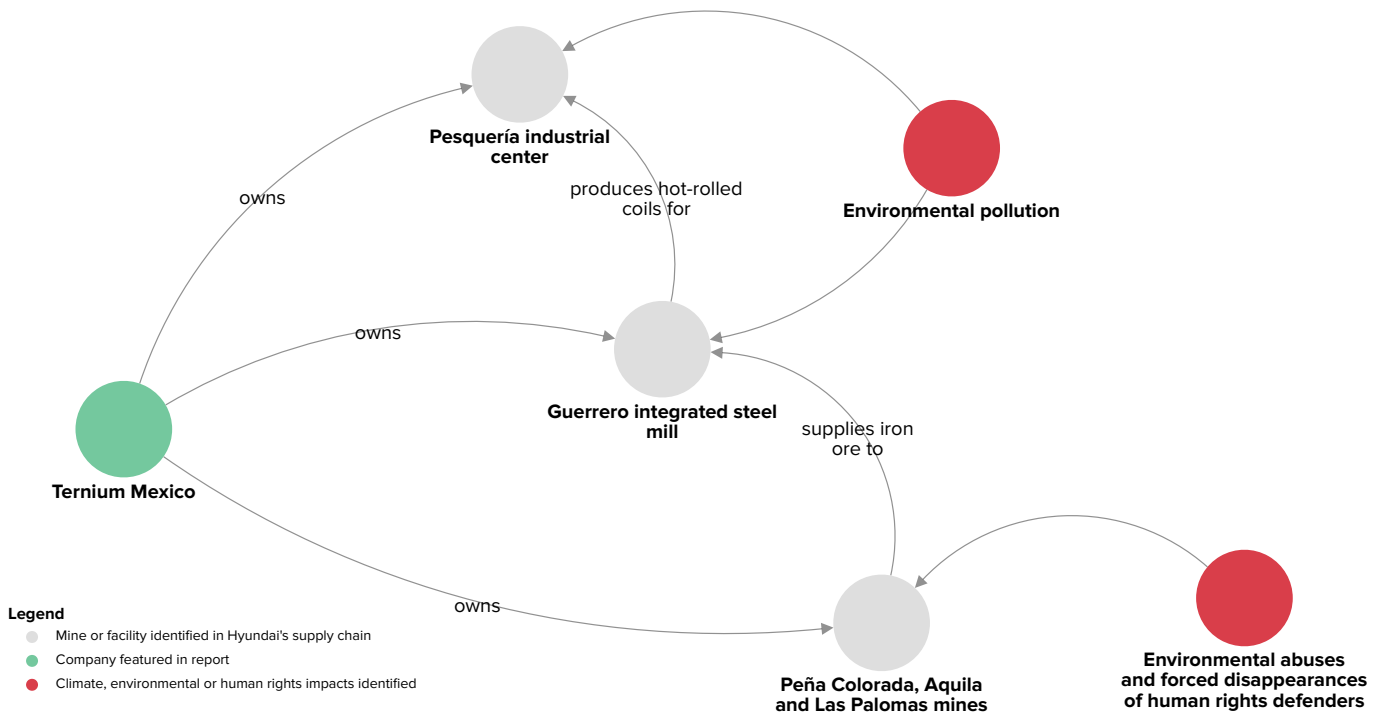 Pesquería industrial
center
owns
produces hot-rolled
coils for
Environmental pollution
owns
Guerrero integrated steel
mill
supplies iron
ore to
Ternium Mexico
owns
Legend
Mine or facility identified in Hyundai's supply chain
Company featured in report
Climate, environmental or human rights impacts identified
Peña Colorada, Aquila
and Las Palomas mines
Environmental abuses
and forced disappearances
of human rights defenders